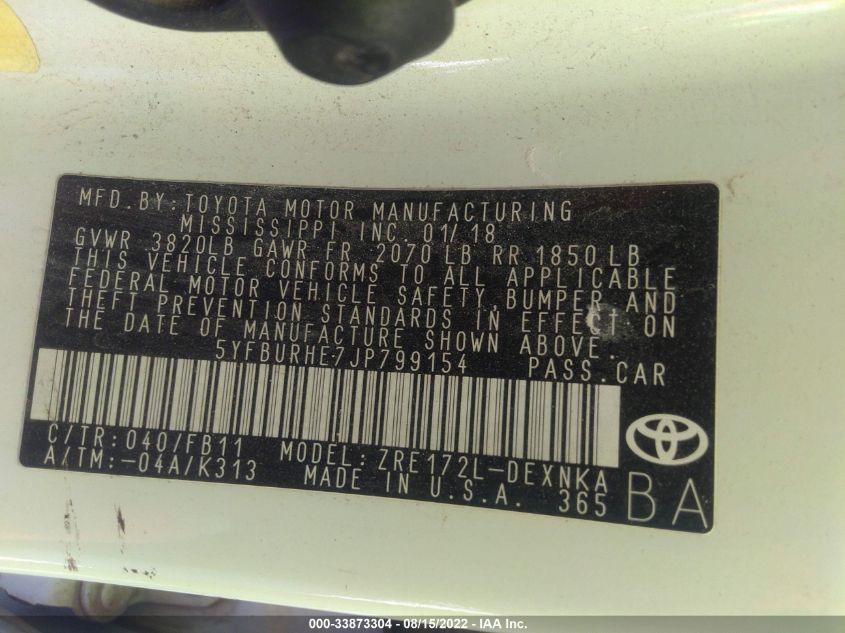 MFD.BY:TOYOTA MOTOR MANUFACTURING
MISSISSIPPI, INC. 01/18
GVWR 3820LB GAWR FR 2070 LB RR 1850 LB
THIS VEHICLE CONFORMS TO ALL APPLICABLE
FEDERAL MOTOR VEHICLE SAFETY, BUMPER AND
THEFT PREVENTION STANDARDS IN EFFECT ON
THE DATE OF MANUFACTURE SHOWN ABOVE.
5YFBURHE7JP799154 PASS.CAR
C/TR:040/FB11 MODEL:ZRE172L-DEXNKA
A/TM:-04A/K313 MADE IN U.S.A. 365
BA
000-33873304 - 08/15/2022 - IAA Inc.